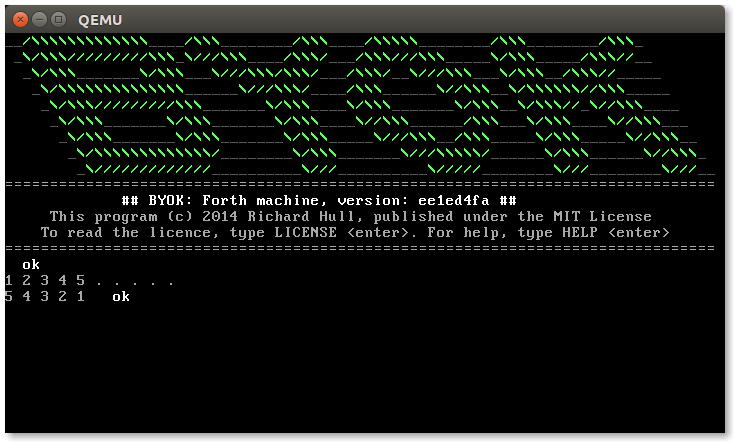 QEMU
BYOK
## BYOK: Forth machine, version: ee1ed4fa ##
This program (c) 2014 Richard Hull, published under the MIT License
To read the licence, type LICENSE <enter>. For help, type HELP <enter>
ok
1 2 3 4 5 . . . . .
5 4 3 2 1 ok